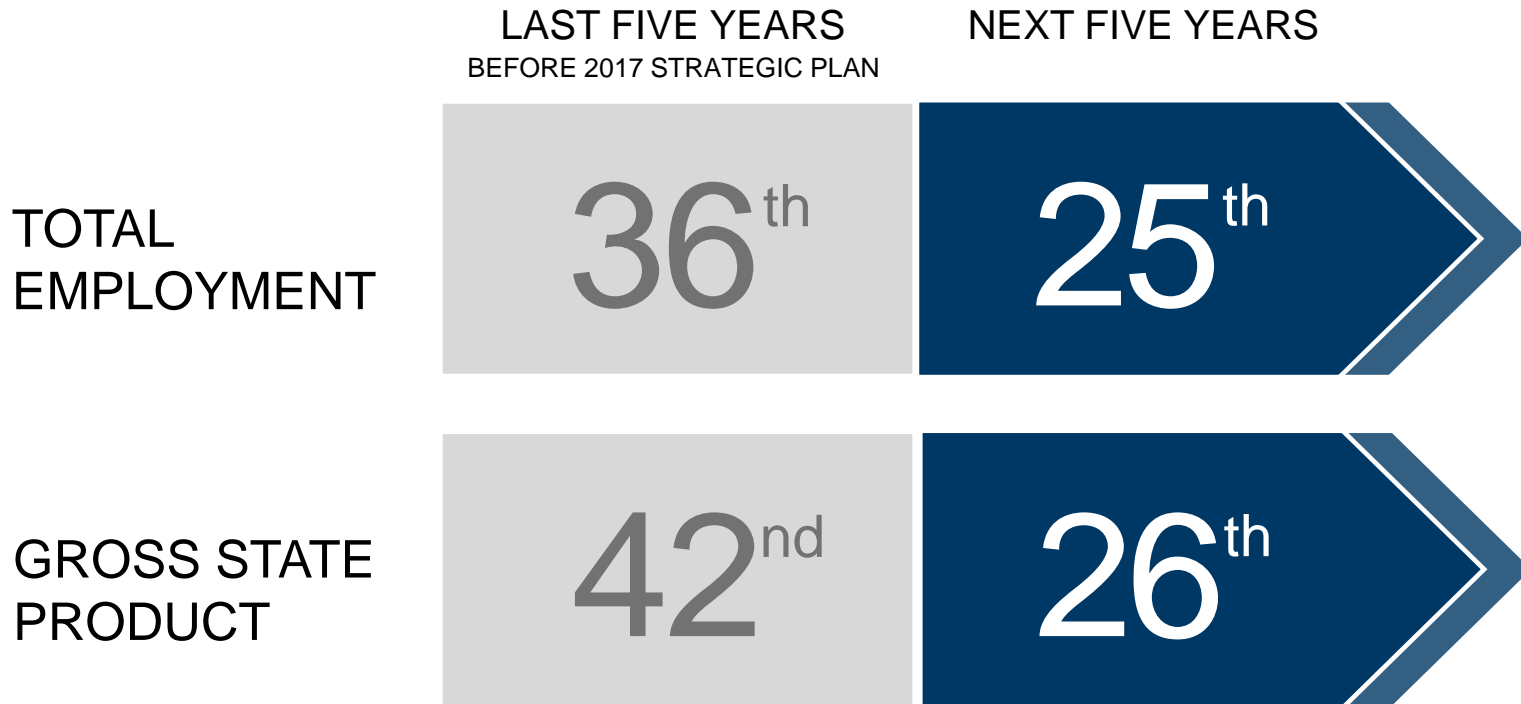 LAST FIVE YEARS
BEFORE 2017 STRATEGIC PLAN
NEXT FIVE YEARS
TOTAL
EMPLOYMENT
36th
25th
GROSS STATE
PRODUCT
42nd
26th